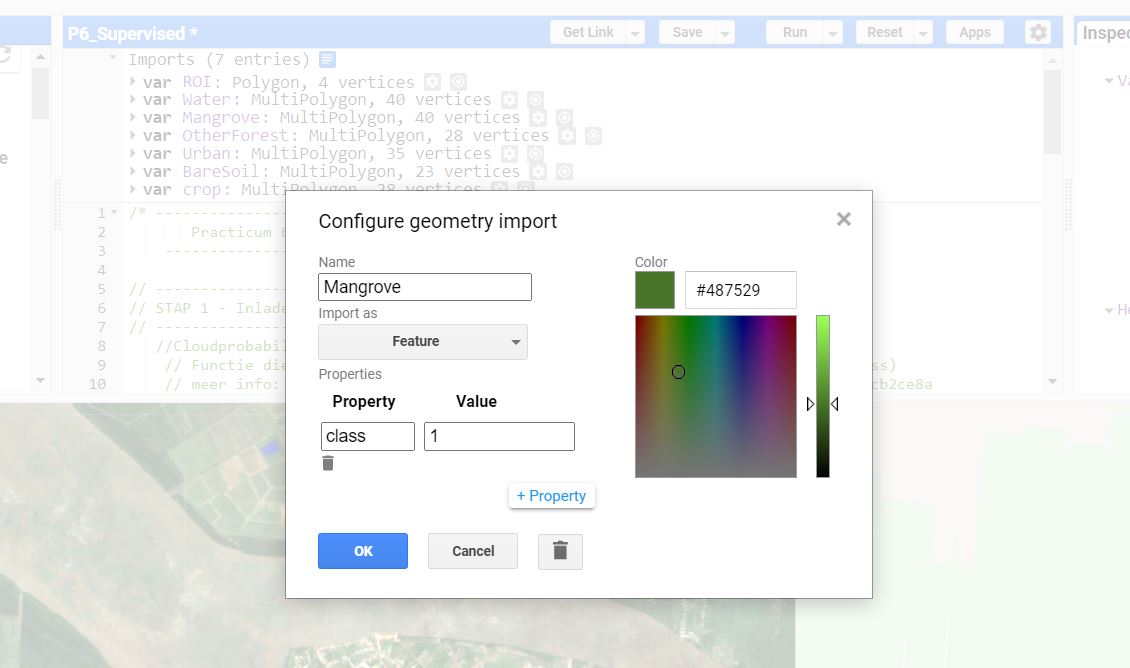 P6_Supervised *
Get Link
Save
Run
Reset
Apps
Imports (7 entries)
var ROI: Polygon, 4 vertices
var Water: MultiPolygon, 40 vertices
var Mangrove: MultiPolygon, 40 vertices
var OtherForest: MultiPolygon, 28 vertices
var Urban: MultiPolygon, 35 vertices
var BareSoil: MultiPolygon, 23 vertices
var crop: MultiPolygon, 28 vertices
1 /* ---------------
2 Practicum
3 --------------
4
5 // ---------------
6 // STAP 1 - Inlade
7 // ---------------
8 //Cloudprobabil
9 // Functie die
ss)
10 // meer info:
cb2ce8a
Configure geometry import
Name
Mangrove
Import as
Feature
Properties
Property Value
class 1
+ Property
OK
Cancel
Color
#487529
Inspec
e